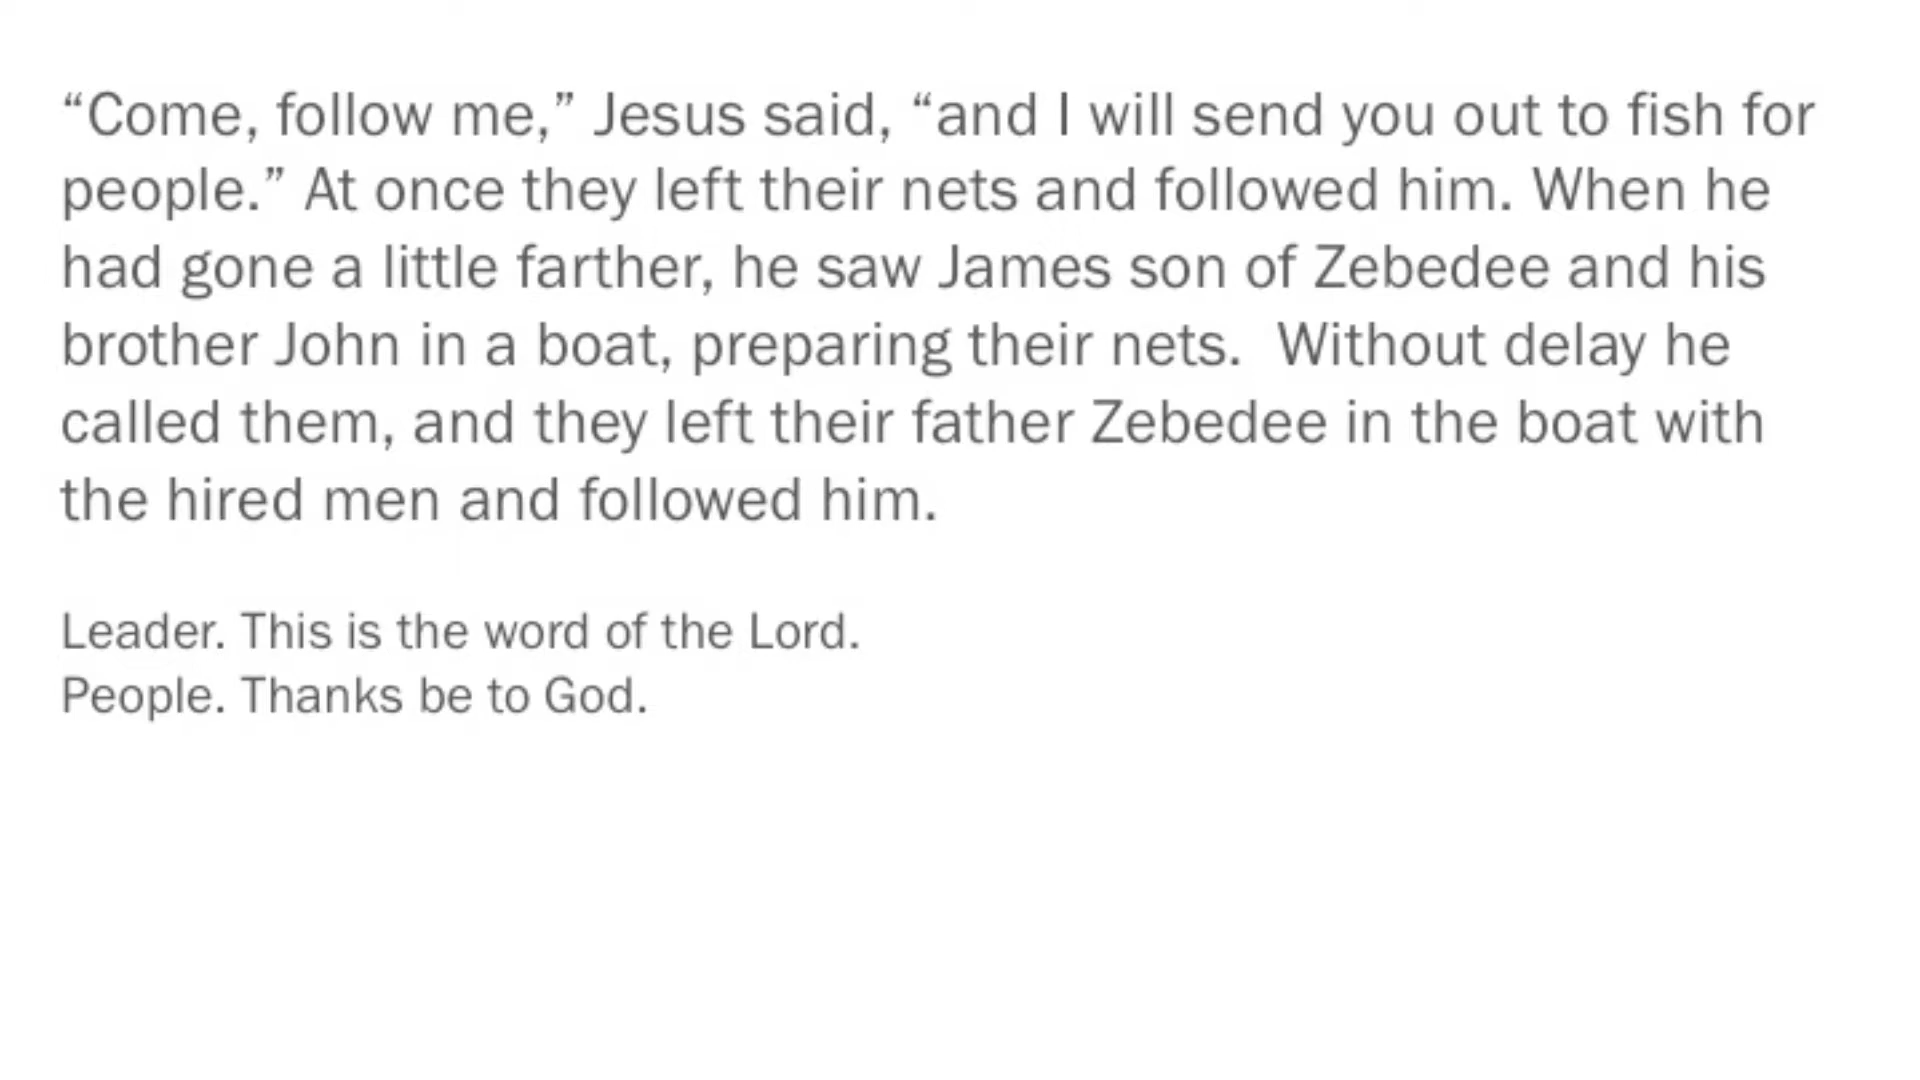 “Come, follow me,” Jesus said, “and I will send you out to fish for
people.” At once they left their nets and followed him. When he
had gone a little farther, he saw James son of Zebedee and his
brother John in a boat, preparing their nets.  Without delay he
called them, and they left their father Zebedee in the boat with
the hired men and followed him.
Leader. This is the word of the Lord.
People. Thanks be to God.